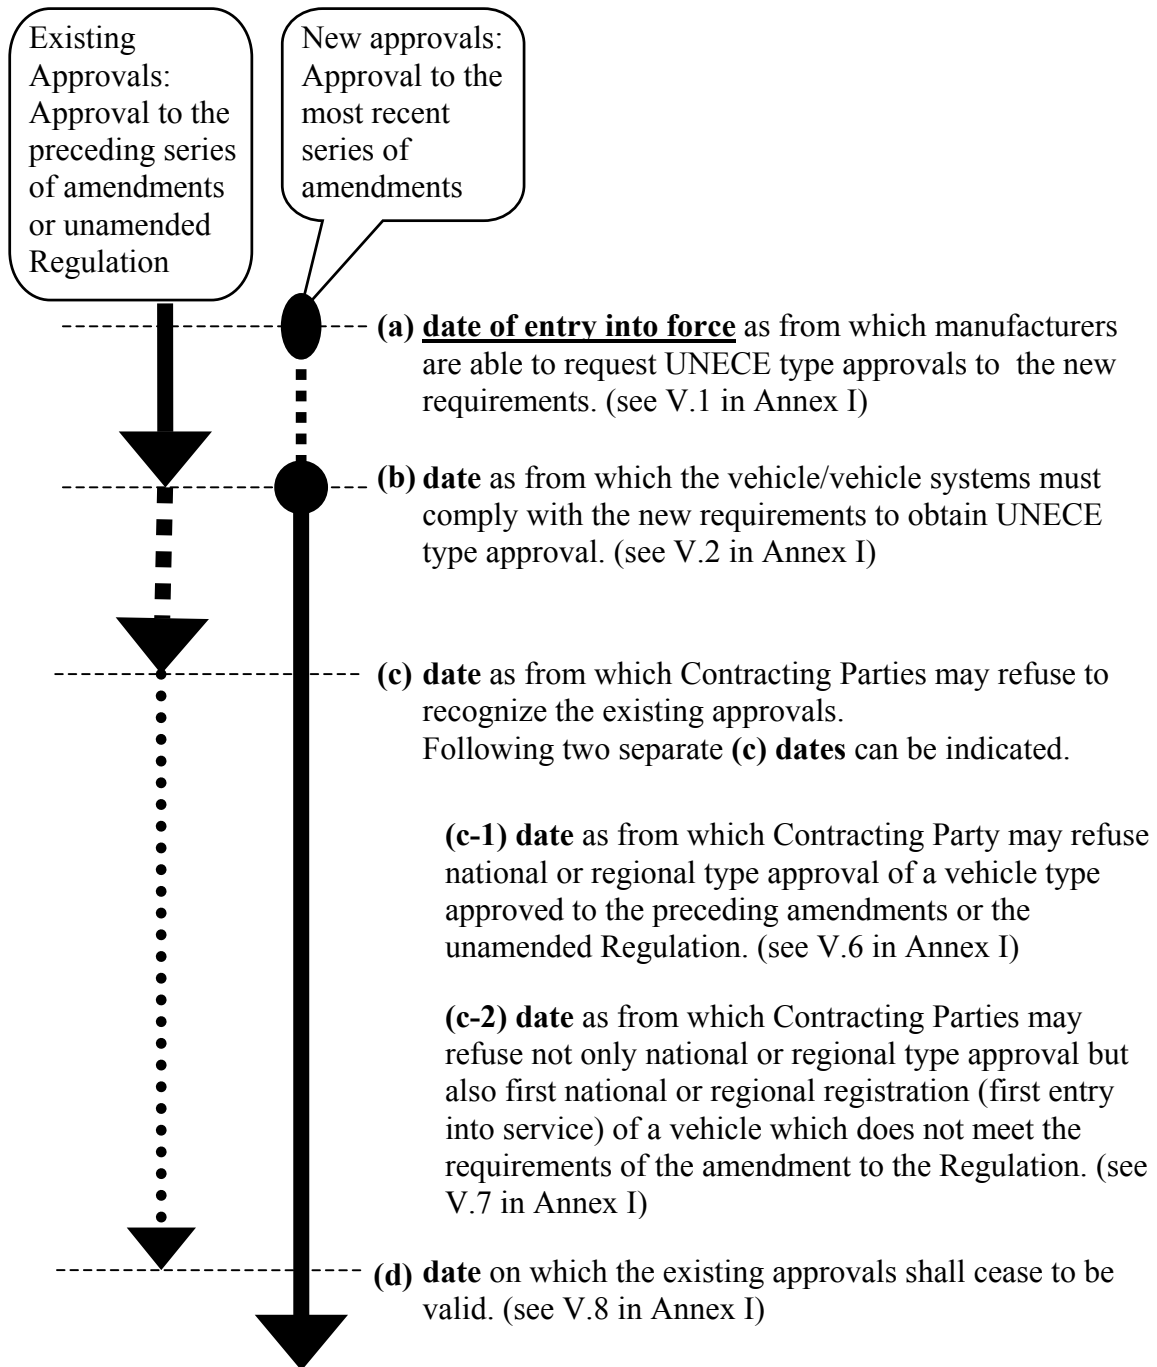 Existing
Approvals:
Approval to the
preceding series
of amendments
or unamended
Regulation
New approvals:
Approval to the
most recent
series of
amendments
(a) date of entry into force as from which manufacturers
are able to request UNECE type approvals to  the new
requirements. (see V.1 in Annex I)
(b) date as from which the vehicle/vehicle systems must
comply with the new requirements to obtain UNECE
type approval. (see V.2 in Annex I)
(c) date as from which Contracting Parties may refuse to
recognize the existing approvals.
Following two separate (c) dates can be indicated.
(c-1) date as from which Contracting Party may refuse
national or regional type approval of a vehicle type
approved to the preceding amendments or the
unamended Regulation. (see V.6 in Annex I)
(c-2) date as from which Contracting Parties may
refuse not only national or regional type approval but
also first national or regional registration (first entry
into service) of a vehicle which does not meet the
requirements of the amendment to the Regulation. (see
V.7 in Annex I)
(d) date on which the existing approvals shall cease to be
valid. (see V.8 in Annex I)